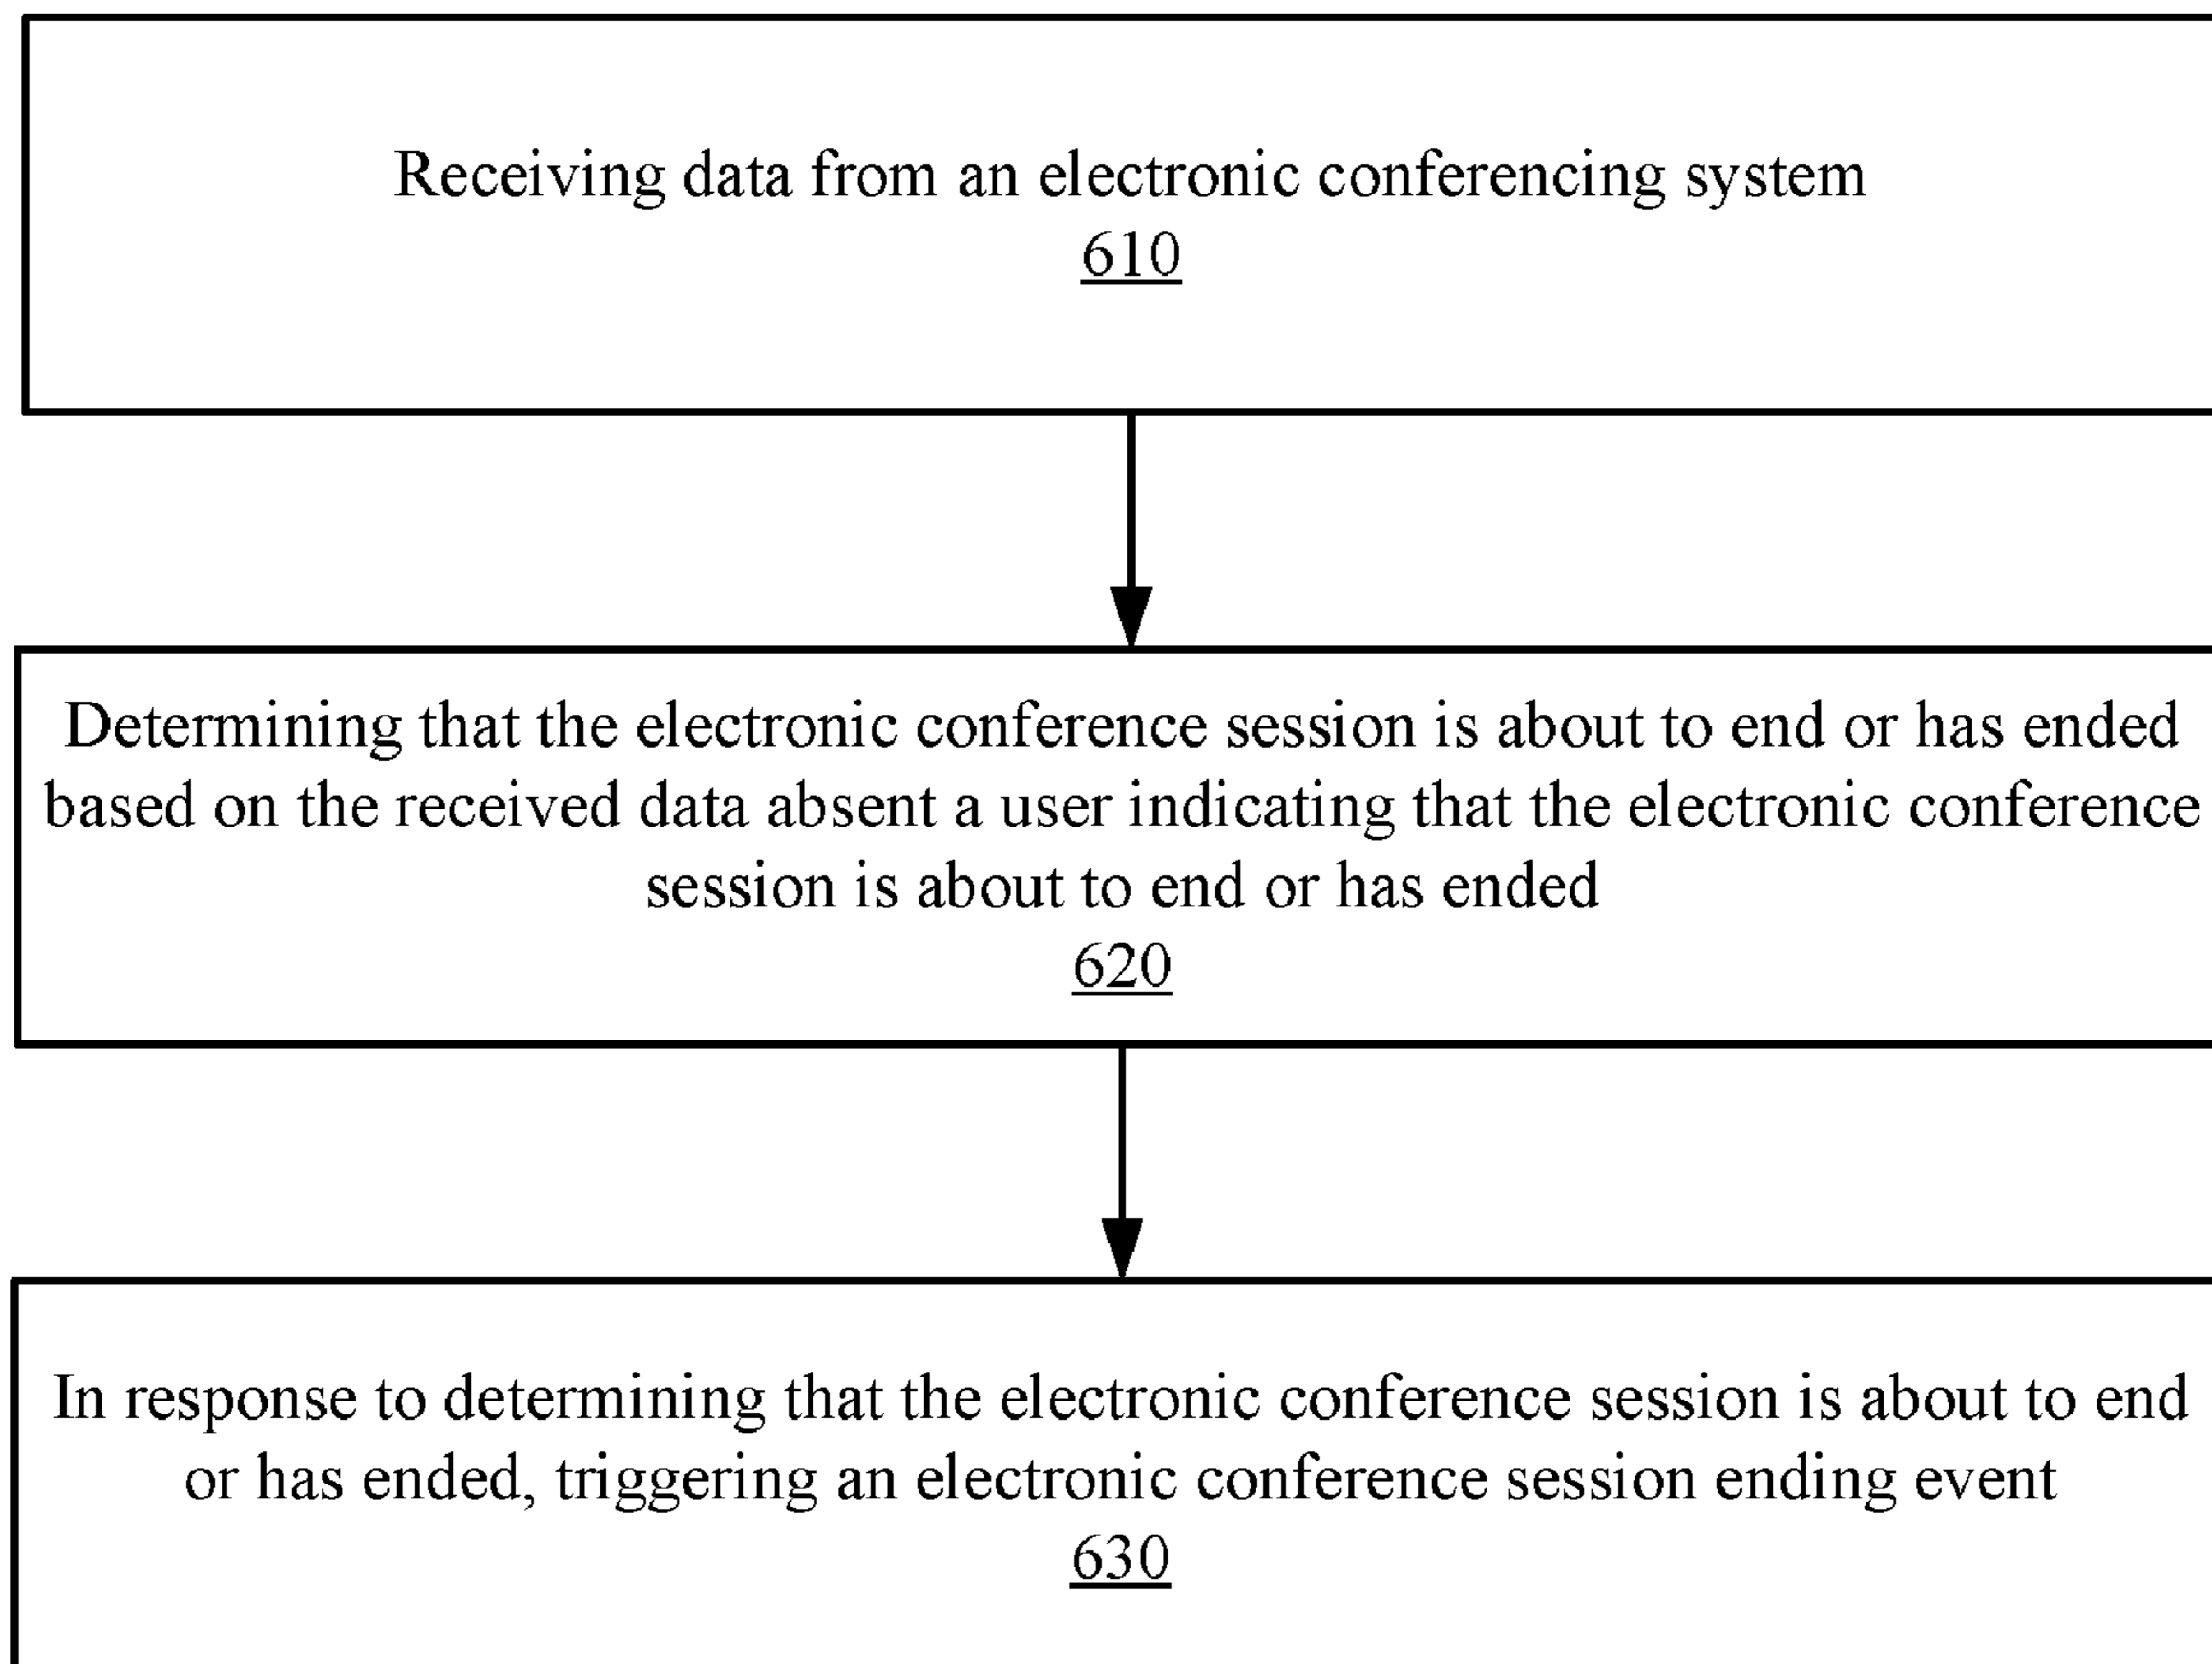 Receiving data from an electronic conferencing system
610
Determining that the electronic conference session is about to end or has ended
based on the received data absent a user indicating that the electronic conference
session is about to end or has ended
620
In response to determining that the electronic conference session is about to end
or has ended, triggering an electronic conference session ending event
630